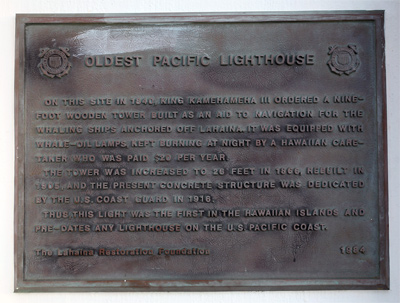 OLDEST PACIFIC LIGHTHOUSE
ON THIS SITE IN 1840 KING KAMEHAMEHA III ORDERED A NINE-
FOOT WOODEN TOWER BUILT AS AN AID TO NAVIGATION FOR THE
WHALING SHIPS ANCHORED OFF LAHAINA. IT WAS EQUIPPED WITH
WHALE-OIL LAMPS KEPT BURNING AT NIGHT BY A HAWAIIAN CARE-
TAKER WHO WAS PAID $20 PER YEAR.
THE TOWER WAS INCREASED TO 26 FEET IN 1866, REBUILT IN
1905, AND THE PRESENT CONCRETE STRUCTURE WAS DEDICATED
BY THE U.S. COAST GUARD IN 1916.
THUS THIS LIGHT WAS THE FIRST IN THE HAWAIIAN ISLANDS AND
PRE-DATES ANY LIGHTHOUSE ON THE U.S. PACIFIC COAST.
The Lahaina Restoration Foundation 1984